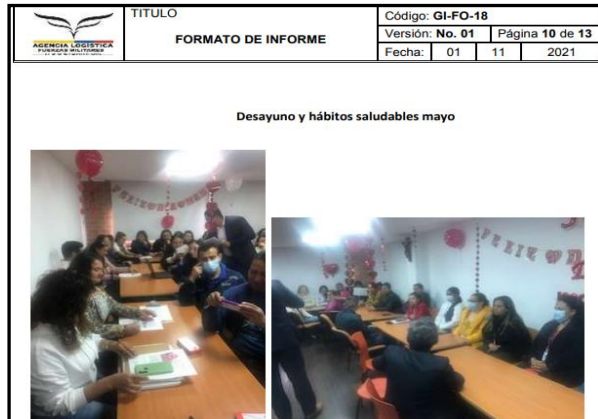 AGENCIA LOGÍSTICA
FUERZAS MILITARES
TITULO
FORMATO DE INFORME
Código: GI-FO-18
Versión: No. 01 Página 10 de 13
Fecha: 01 11 2021
Desayuno y hábitos saludables mayo